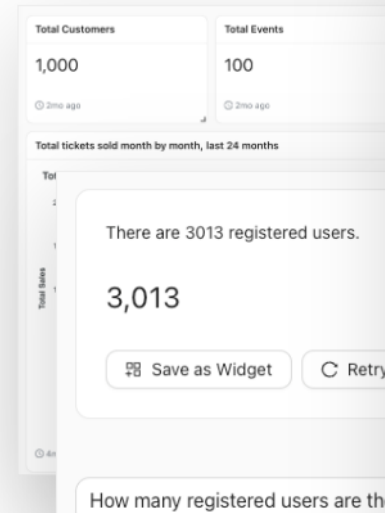 Total Customers
Total Events
1,000
100
2mo ago
2mo ago
Total tickets sold month by month, last 24 months
Total Sales
There are 3013 registered users.
3,013
Save as Widget
Retry
How many registered users are the